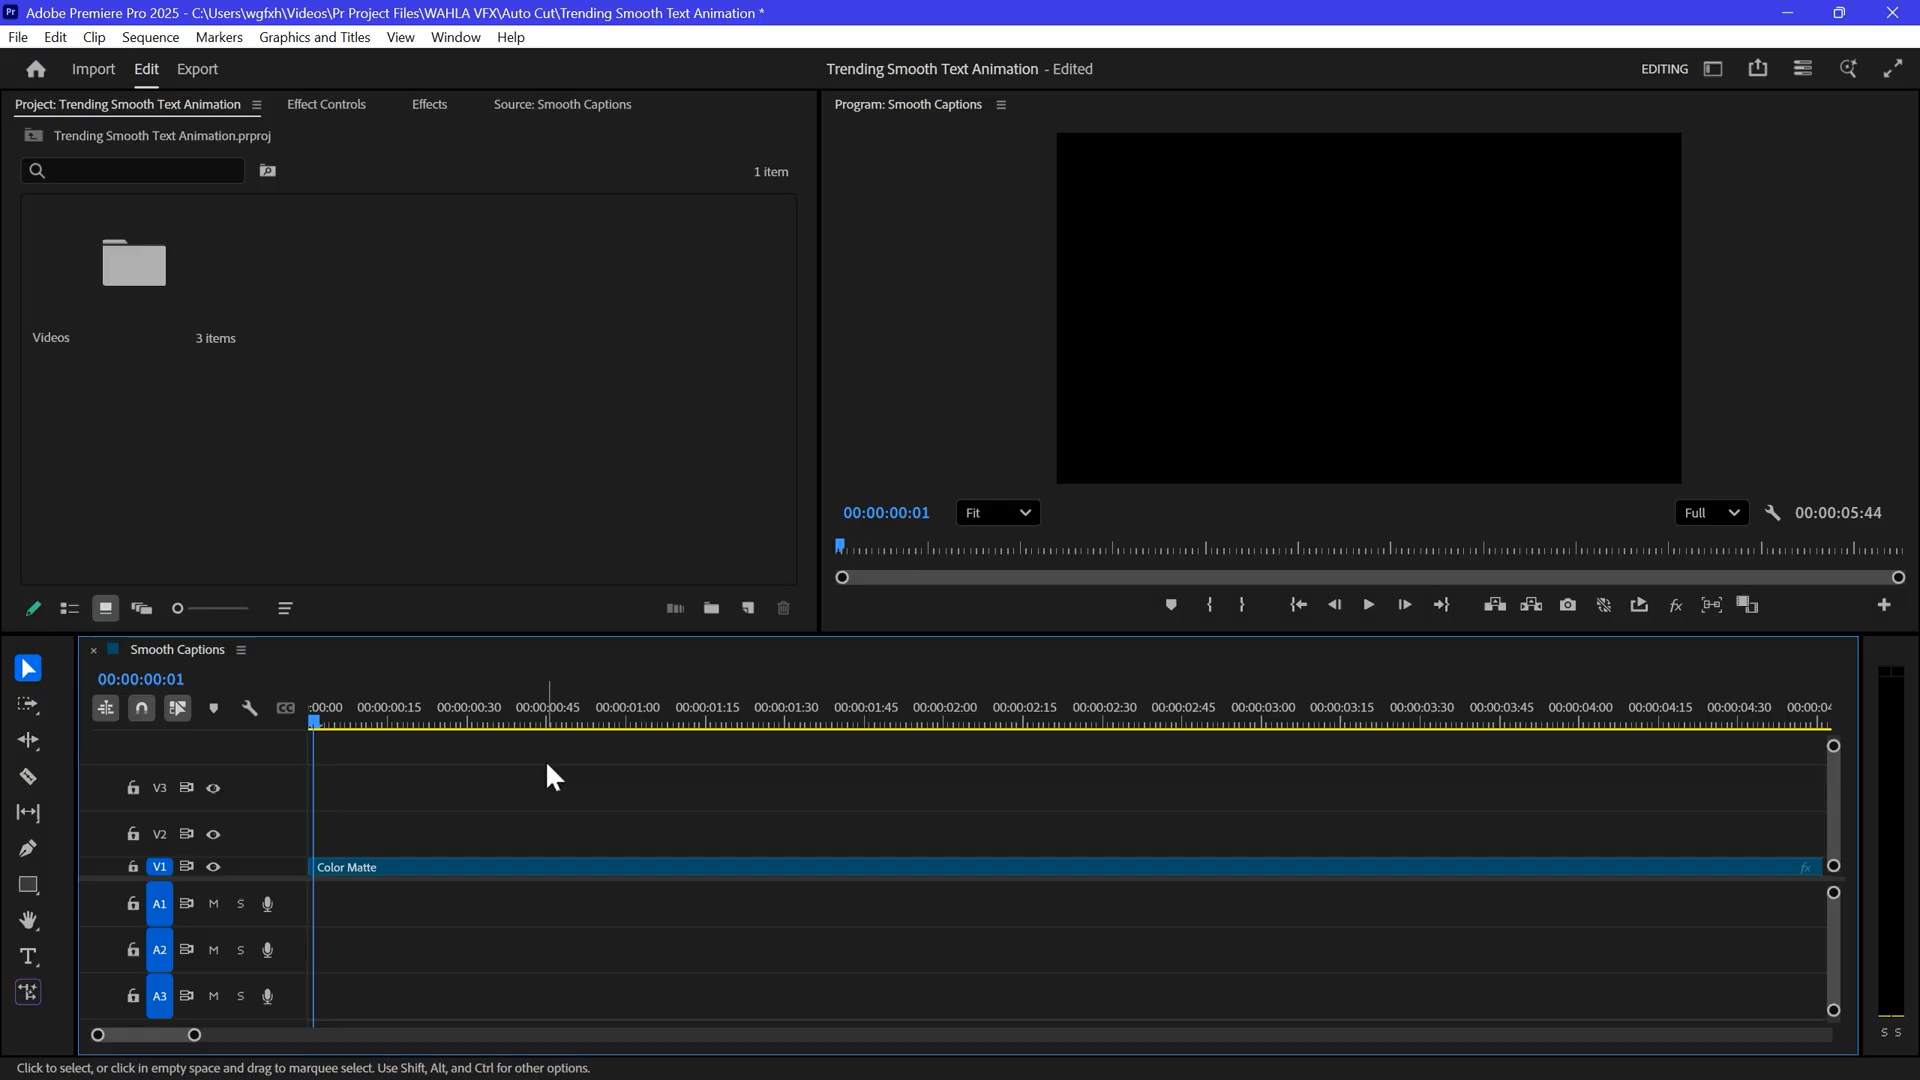 Pr Adobe Premiere Pro 2025 - C:\Users\wgfxh\Videos\Pr Project Files\WAHLA VFX\Auto Cut\Trending Smooth Text Animation *
File Edit Clip Sequence Markers Graphics and Titles View Window Help
Import Edit Export Trending Smooth Text Animation - Edited EDITING
Project: Trending Smooth Text Animation Effect Controls Effects Source: Smooth Captions Program: Smooth Captions
Trending Smooth Text Animation.prproj
1 item
Videos 3 items
00:00:00:01 Fit Full 00:00:05:44
fx
Smooth Captions
00:00:00:01
CC :00:00 00:00:00:15 00:00:00:30 00:00:00:45 00:00:01:00 00:00:01:15 00:00:01:30 00:00:01:45 00:00:02:00 00:00:02:15 00:00:02:30 00:00:02:45 00:00:03:00 00:00:03:15 00:00:03:30 00:00:03:45 00:00:04:00 00:00:04:15 00:00:04:30 00:00:04
V3
V2
V1 Color Matte fx
A1 M S
A2 M S
A3 M S
S S
Click to select, or click in empty space and drag to marquee select. Use Shift, Alt, and Ctrl for other options.